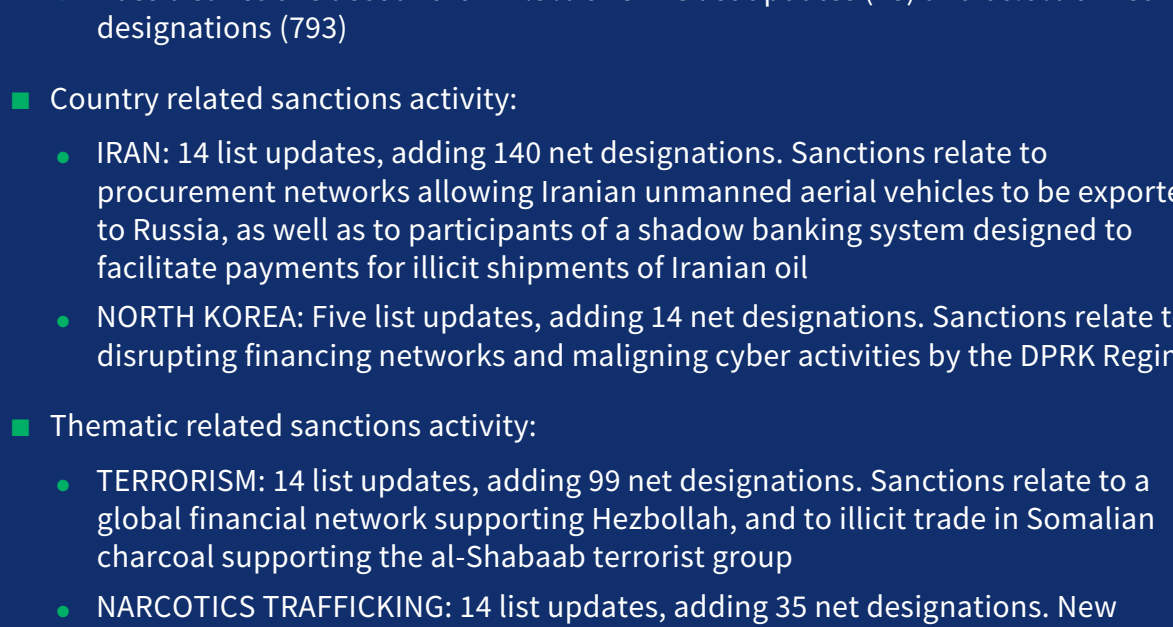 designations (793)
Country related sanctions activity:
IRAN: 14 list updates, adding 140 net designations. Sanctions relate to
procurement networks allowing Iranian unmanned aerial vehicles to be exporte
to Russia, as well as to participants of a shadow banking system designed to
facilitate payments for illicit shipments of Iranian oil
NORTH KOREA: Five list updates, adding 14 net designations. Sanctions relate t
disrupting financing networks and maligning cyber activities by the DPRK Regim
Thematic related sanctions activity:
TERRORISM: 14 list updates, adding 99 net designations. Sanctions relate to a
global financial network supporting Hezbollah, and to illicit trade in Somalian
charcoal supporting the al-Shabaab terrorist group
NARCOTICS TRAFFICKING: 14 list updates, adding 35 net designations. New